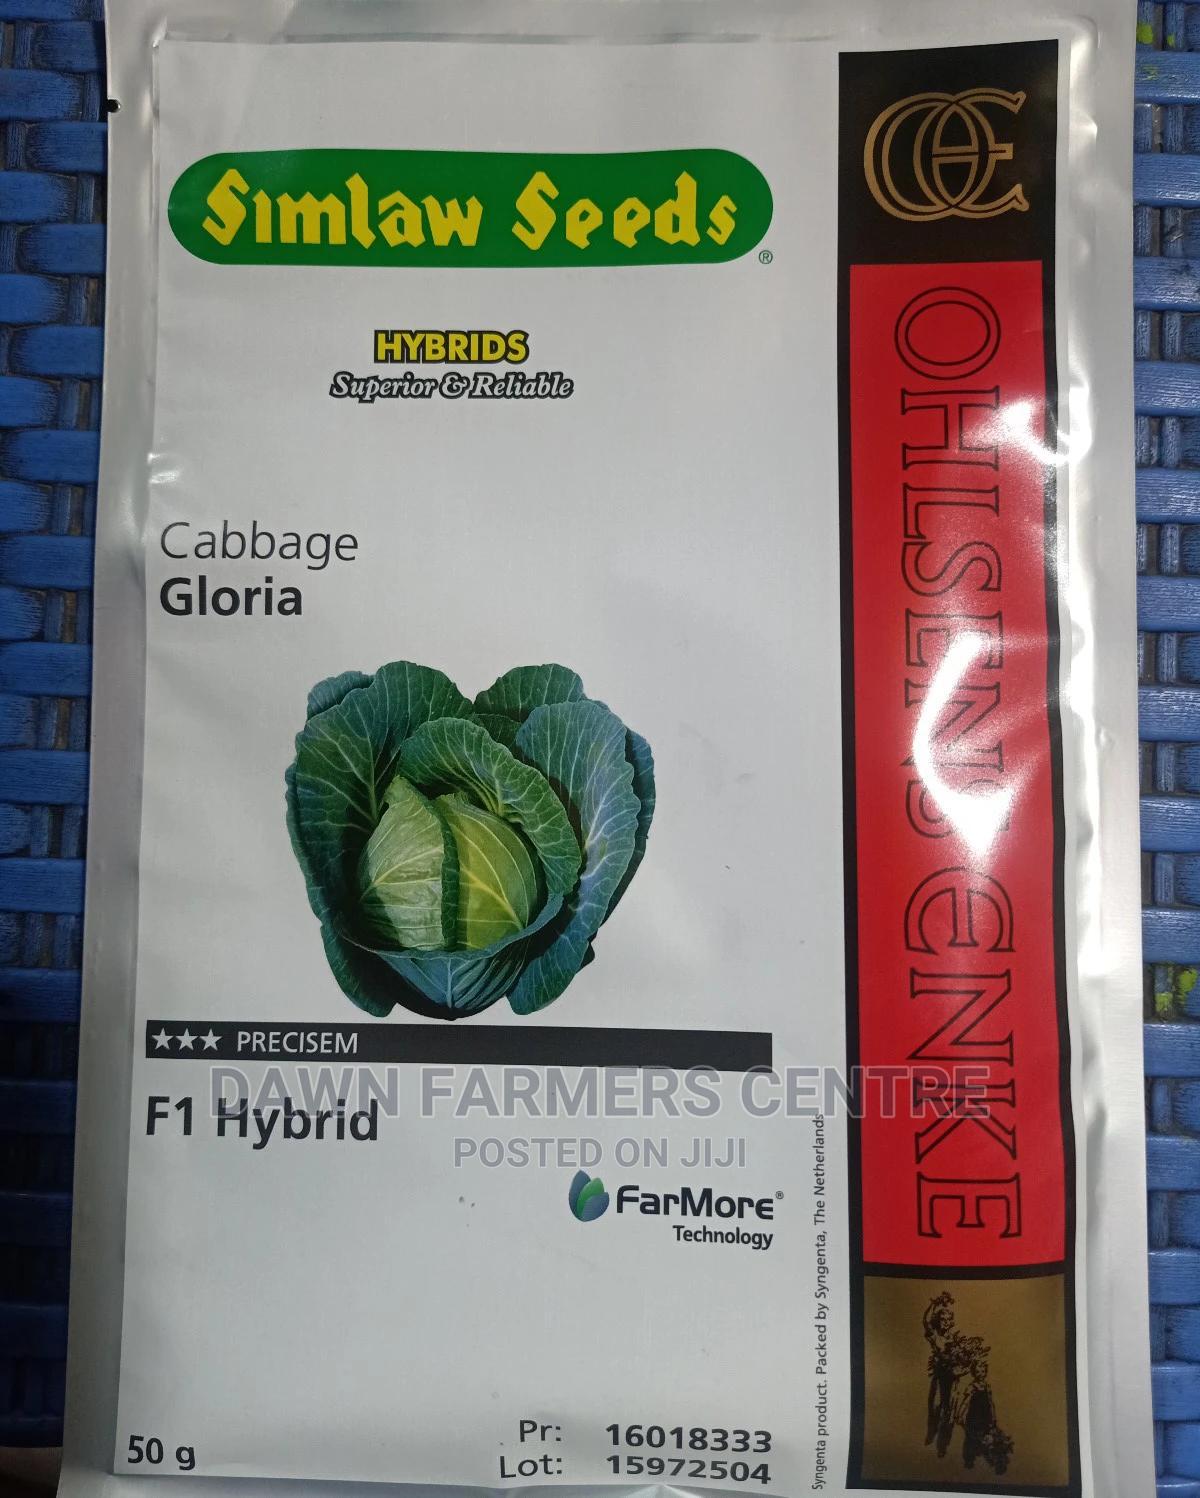 Simlaw Seeds
®
HYBRIDS
Superior & Reliable
Cabbage
Gloria
★★★ PRECISEM
F1 Hybrid
DAWN FARMERS CENTRE
POSTED ON JIJI
FarMore®
Technology
50 g
Pr: 16018333
Lot: 15972504
Syngenta product. Packed by Syngenta, The Netherlands
OE
OHLSENS ENKE